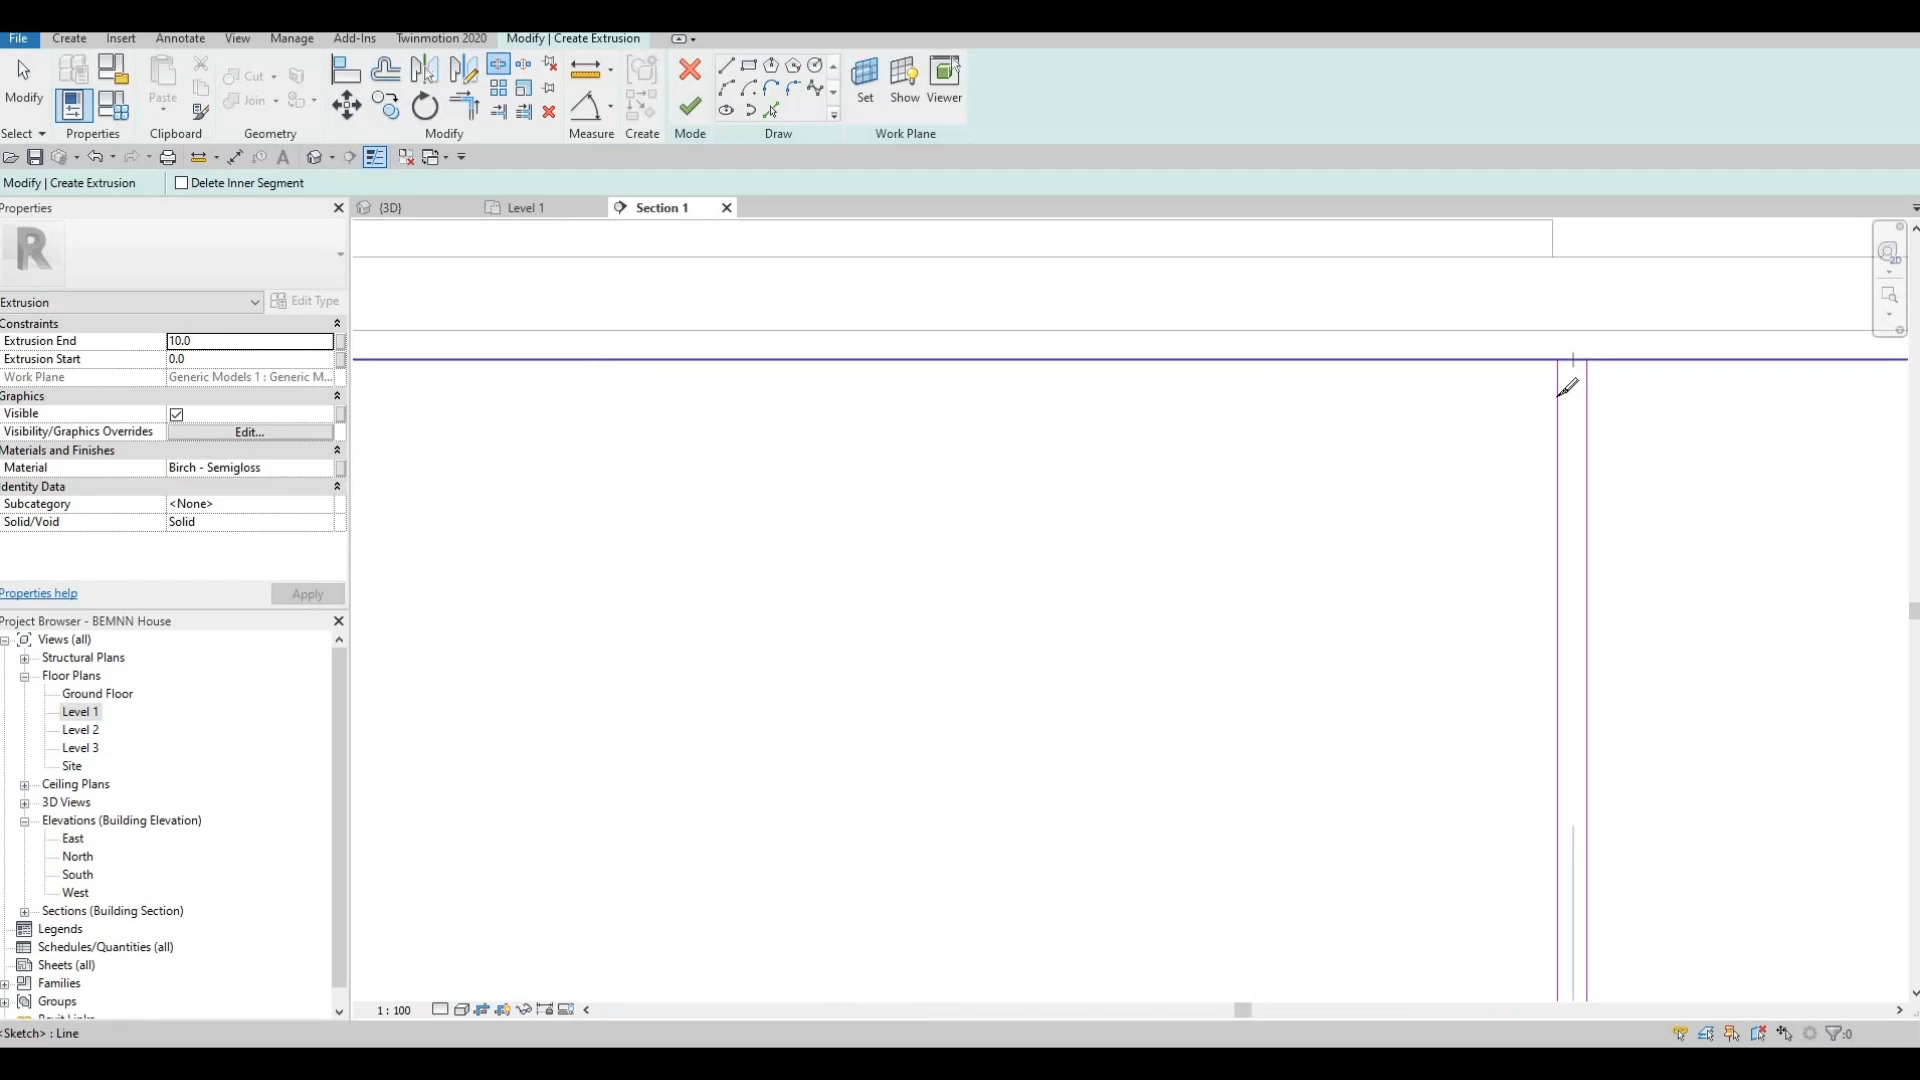 File Create Insert Annotate View Manage Add-Ins Twinmotion 2020 Modify | Create Extrusion
Modify Paste Cut Join Set Show Viewer
Select Properties Clipboard Geometry Modify Measure Create Mode Draw Work Plane
Modify | Create Extrusion Delete Inner Segment
Properties
{3D} Level 1 Section 1
R
Extrusion Edit Type
Constraints
Extrusion End 10.0
Extrusion Start 0.0
Work Plane Generic Models 1 : Generic M...
Graphics
Visible
Visibility/Graphics Overrides Edit...
Materials and Finishes
Material Birch - Semigloss
Identity Data
Subcategory <None>
Solid/Void Solid
Properties help Apply
Project Browser - BEMNN House
Views (all)
Structural Plans
Floor Plans
Ground Floor
Level 1
Level 2
Level 3
Site
Ceiling Plans
3D Views
Elevations (Building Elevation)
East
North
South
West
Sections (Building Section)
Legends
Schedules/Quantities (all)
Sheets (all)
Families
Groups
Revit Links
1 : 100
<Sketch> : Line
:0
2D